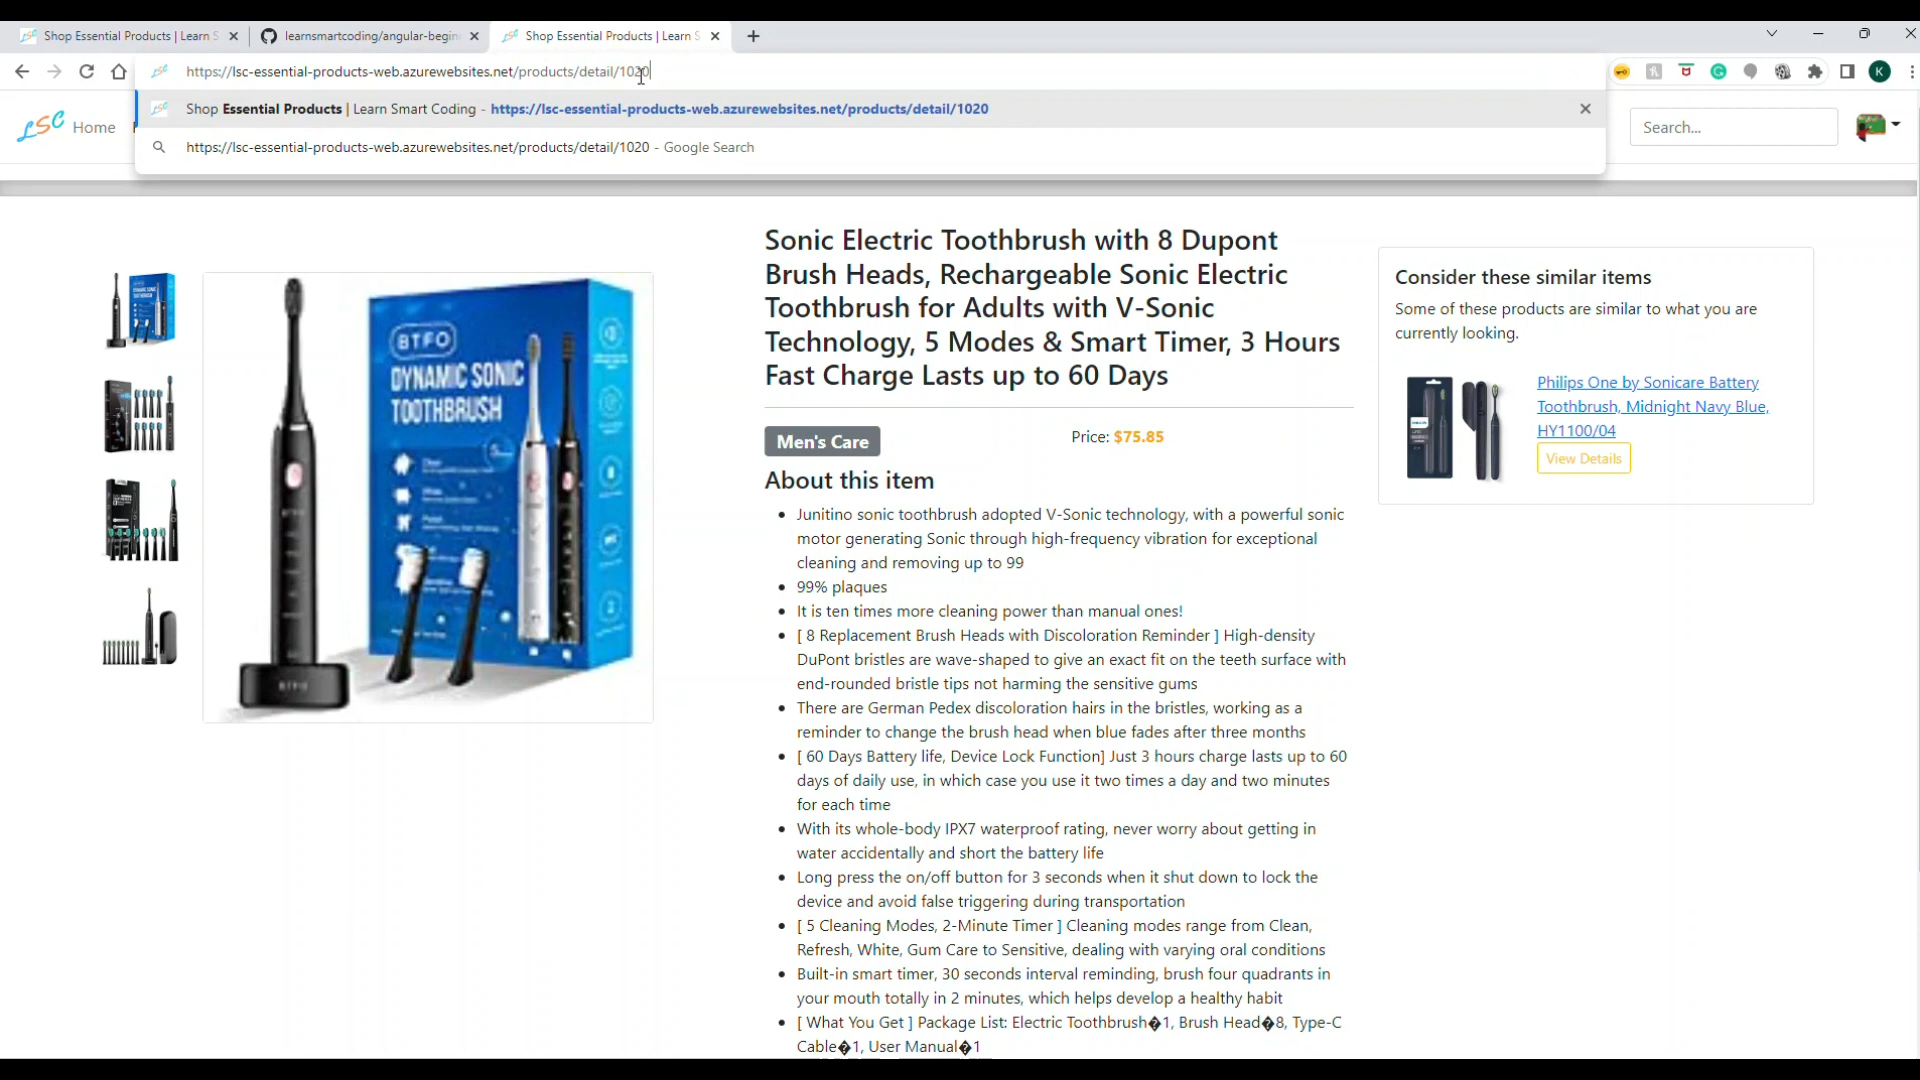 Shop Essential Products | Learn S
learnsmartcoding/angular-begin
Shop Essential Products | Learn S
https://lsc-essential-products-web.azurewebsites.net/products/detail/1020
K
Shop Essential Products | Learn Smart Coding - https://lsc-essential-products-web.azurewebsites.net/products/detail/1020
https://lsc-essential-products-web.azurewebsites.net/products/detail/1020 - Google Search
LSC
Home
Search...
BTFO
DYNAMIC SONIC
TOOTHBRUSH
BTFO
Sonic Electric Toothbrush with 8 Dupont
Brush Heads, Rechargeable Sonic Electric
Toothbrush for Adults with V-Sonic
Technology, 5 Modes & Smart Timer, 3 Hours
Fast Charge Lasts up to 60 Days
Men's Care
Price: $75.85
About this item
• Junitino sonic toothbrush adopted V-Sonic technology, with a powerful sonic
motor generating Sonic through high-frequency vibration for exceptional
cleaning and removing up to 99
• 99% plaques
• It is ten times more cleaning power than manual ones!
• [ 8 Replacement Brush Heads with Discoloration Reminder ] High-density
DuPont bristles are wave-shaped to give an exact fit on the teeth surface with
end-rounded bristle tips not harming the sensitive gums
• There are German Pedex discoloration hairs in the bristles, working as a
reminder to change the brush head when blue fades after three months
• [ 60 Days Battery life, Device Lock Function] Just 3 hours charge lasts up to 60
days of daily use, in which case you use it two times a day and two minutes
for each time
• With its whole-body IPX7 waterproof rating, never worry about getting in
water accidentally and short the battery life
• Long press the on/off button for 3 seconds when it shut down to lock the
device and avoid false triggering during transportation
• [ 5 Cleaning Modes, 2-Minute Timer ] Cleaning modes range from Clean,
Refresh, White, Gum Care to Sensitive, dealing with varying oral conditions
• Built-in smart timer, 30 seconds interval reminding, brush four quadrants in
your mouth totally in 2 minutes, which helps develop a healthy habit
• [ What You Get ] Package List: Electric Toothbrush�1, Brush Head�8, Type-C
Cable�1, User Manual�1
Consider these similar items
Some of these products are similar to what you are
currently looking.
Philips One by Sonicare Battery
Toothbrush, Midnight Navy Blue,
HY1100/04
View Details